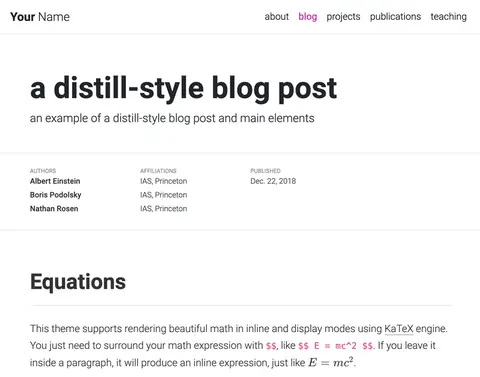 Your Name about blog projects publications teaching
a distill-style blog post
an example of a distill-style blog post and main elements
AUTHORS AFFILIATIONS PUBLISHED
Albert Einstein IAS, Princeton Dec. 22, 2018
Boris Podolsky IAS, Princeton
Nathan Rosen IAS, Princeton
Equations
This theme supports rendering beautiful math in inline and display modes using KaTeX engine.
You just need to surround your math expression with $$, like $$ E = mc^2 $$. If you leave it
inside a paragraph, it will produce an inline expression, just like E = mc².